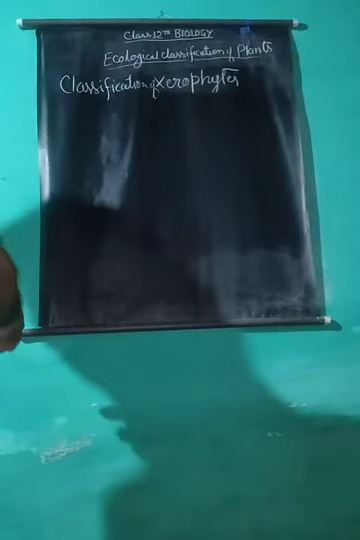 Class 12th BIOLOGY
Ecological classification of Plants
Classification of Xerophytes